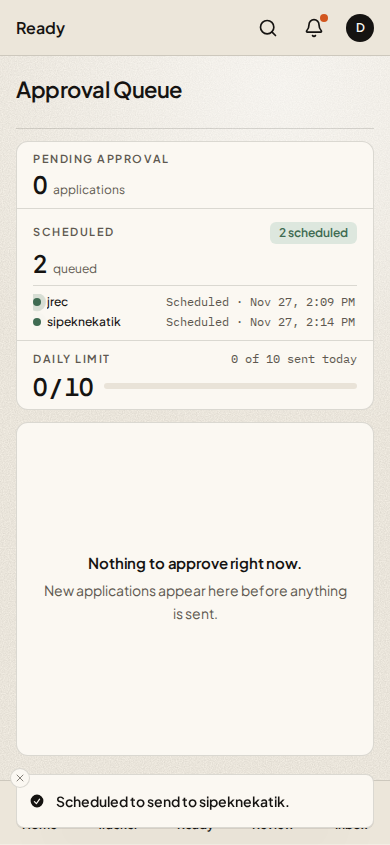 Ready
D
Approval Queue
PENDING APPROVAL
0 applications
SCHEDULED
2 scheduled
2 queued
jrec Scheduled · Nov 27, 2:09 PM
sipeknekatik Scheduled · Nov 27, 2:14 PM
DAILY LIMIT 0 of 10 sent today
0/10
Nothing to approve right now.
New applications appear here before anything
is sent.
Scheduled to send to sipeknekatik.